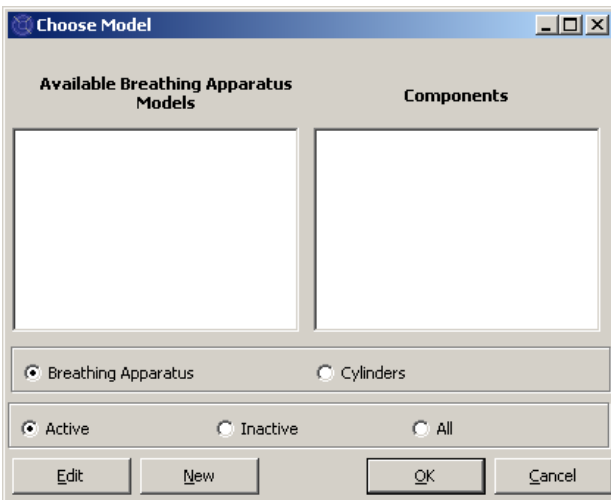 Choose Model
Available Breathing Apparatus
Models
Components
Breathing Apparatus
Cylinders
Active
Inactive
All
Edit
New
OK
Cancel